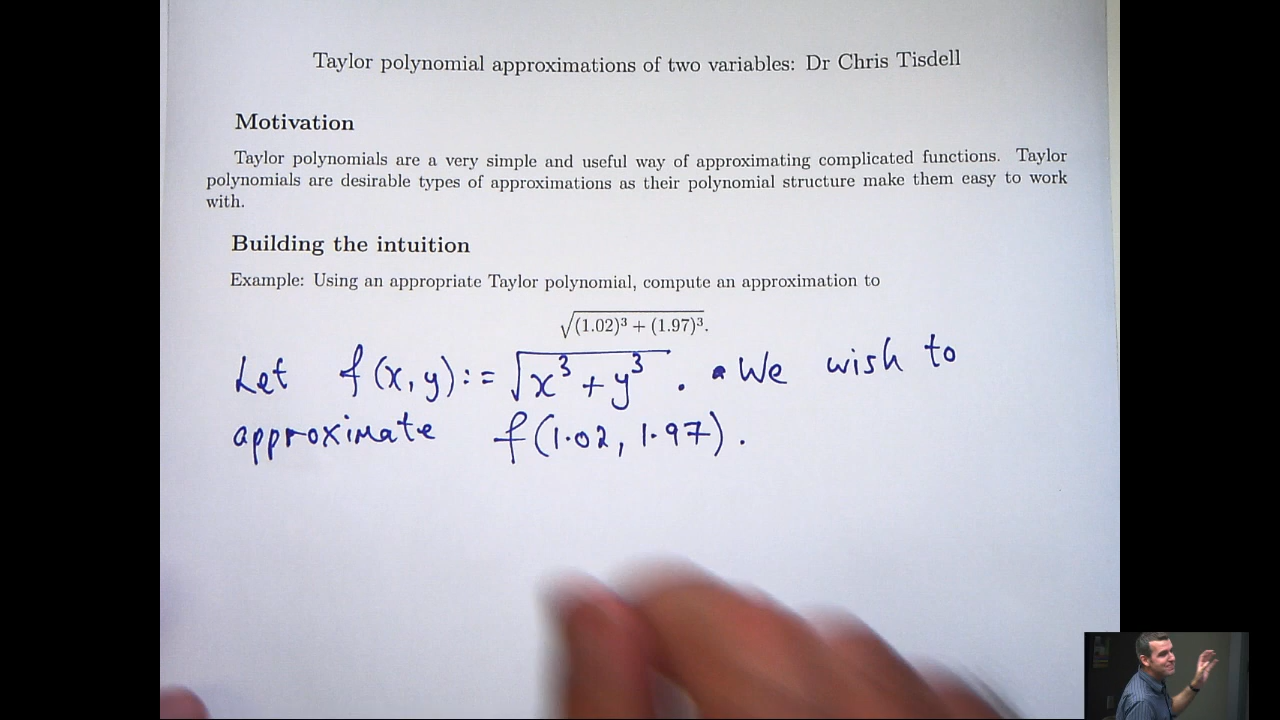 Taylor polynomial approximations of two variables: Dr Chris Tisdell
Motivation
Taylor polynomials are a very simple and useful way of approximating complicated functions. Taylor
polynomials are desirable types of approximations as their polynomial structure make them easy to work
with.
Building the intuition
Example: Using an appropriate Taylor polynomial, compute an approximation to
√((1.02)³ + (1.97)³).
Let f(x, y) := √(x³ + y³) . We wish to
approximate f(1.02, 1.97).